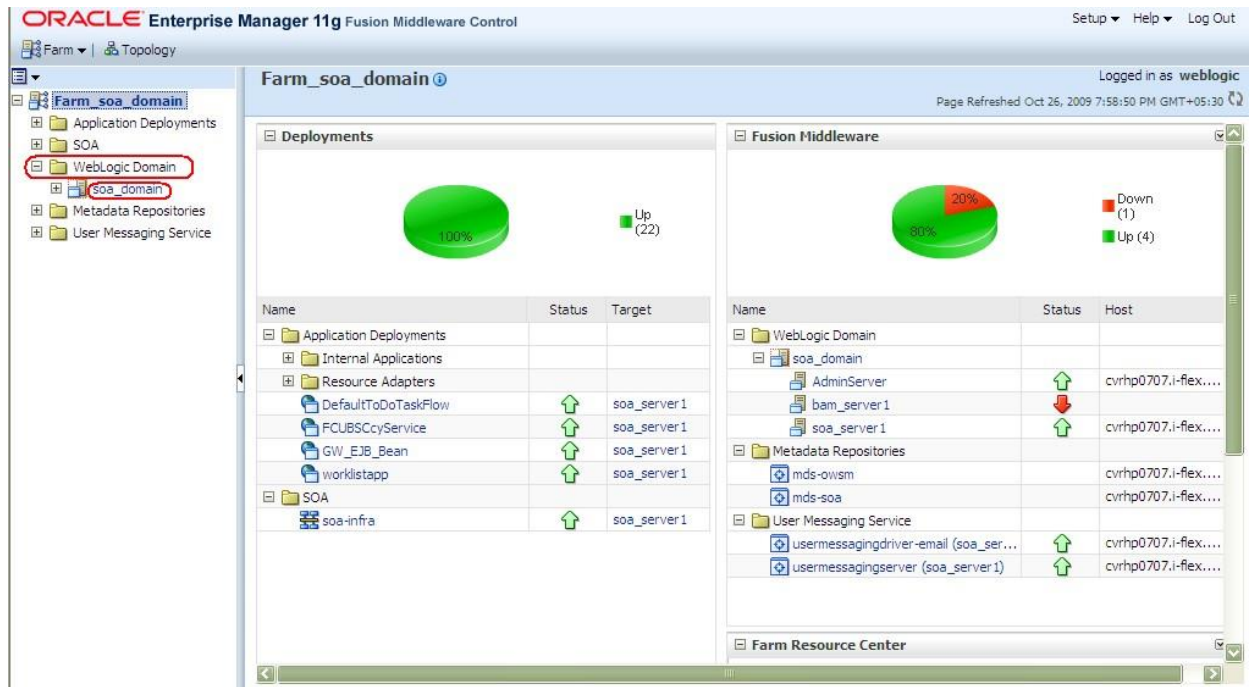 ORACLE Enterprise Manager 11g Fusion Middleware Control
Setup Help Log Out
Farm | Topology
Farm_soa_domain
Application Deployments
SOA
WebLogic Domain
soa_domain
Metadata Repositories
User Messaging Service
Farm_soa_domain
Logged in as weblogic
Page Refreshed Oct 26, 2009 7:58:50 PM GMT+05:30
Deployments
100%
Up
(22)
Name Status Target
Application Deployments
Internal Applications
Resource Adapters
DefaultToDoTaskFlow soa_server1
FCUBSCcyService soa_server1
GW_EJB_Bean soa_server1
worklistapp soa_server1
SOA
soa-infra soa_server1
Fusion Middleware
20%
80%
Down
(1)
Up (4)
Name Status Host
WebLogic Domain
soa_domain
AdminServer cvrhp0707.i-flex....
bam_server1
soa_server1 cvrhp0707.i-flex....
Metadata Repositories
mds-owsm cvrhp0707.i-flex....
mds-soa cvrhp0707.i-flex....
User Messaging Service
usermessagingdriver-email (soa_ser... cvrhp0707.i-flex....
usermessagingserver (soa_server1) cvrhp0707.i-flex....
Farm Resource Center